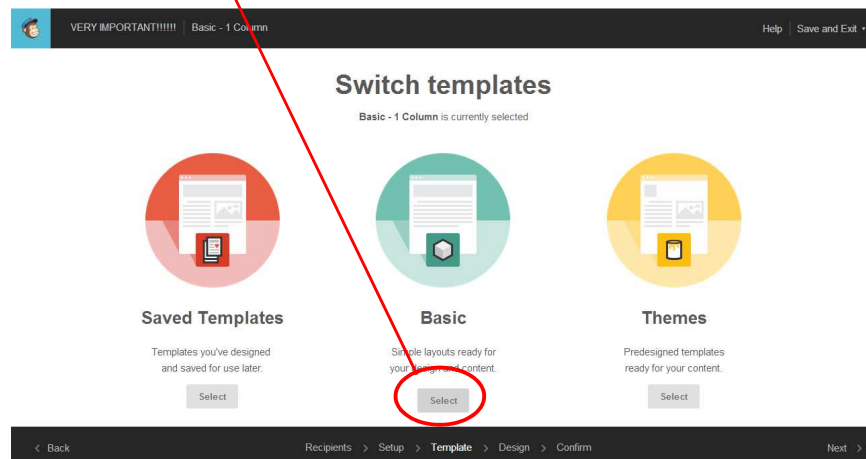 VERY IMPORTANT!!!!!! Basic - 1 Column Help Save and Exit
Switch templates
Basic - 1 Column is currently selected
Saved Templates
Templates you've designed
and saved for use later.
Select
Basic
Simple layouts ready for
your design and content.
Select
Themes
Predesigned templates
ready for your content.
Select
< Back Recipients > Setup > Template > Design > Confirm Next >